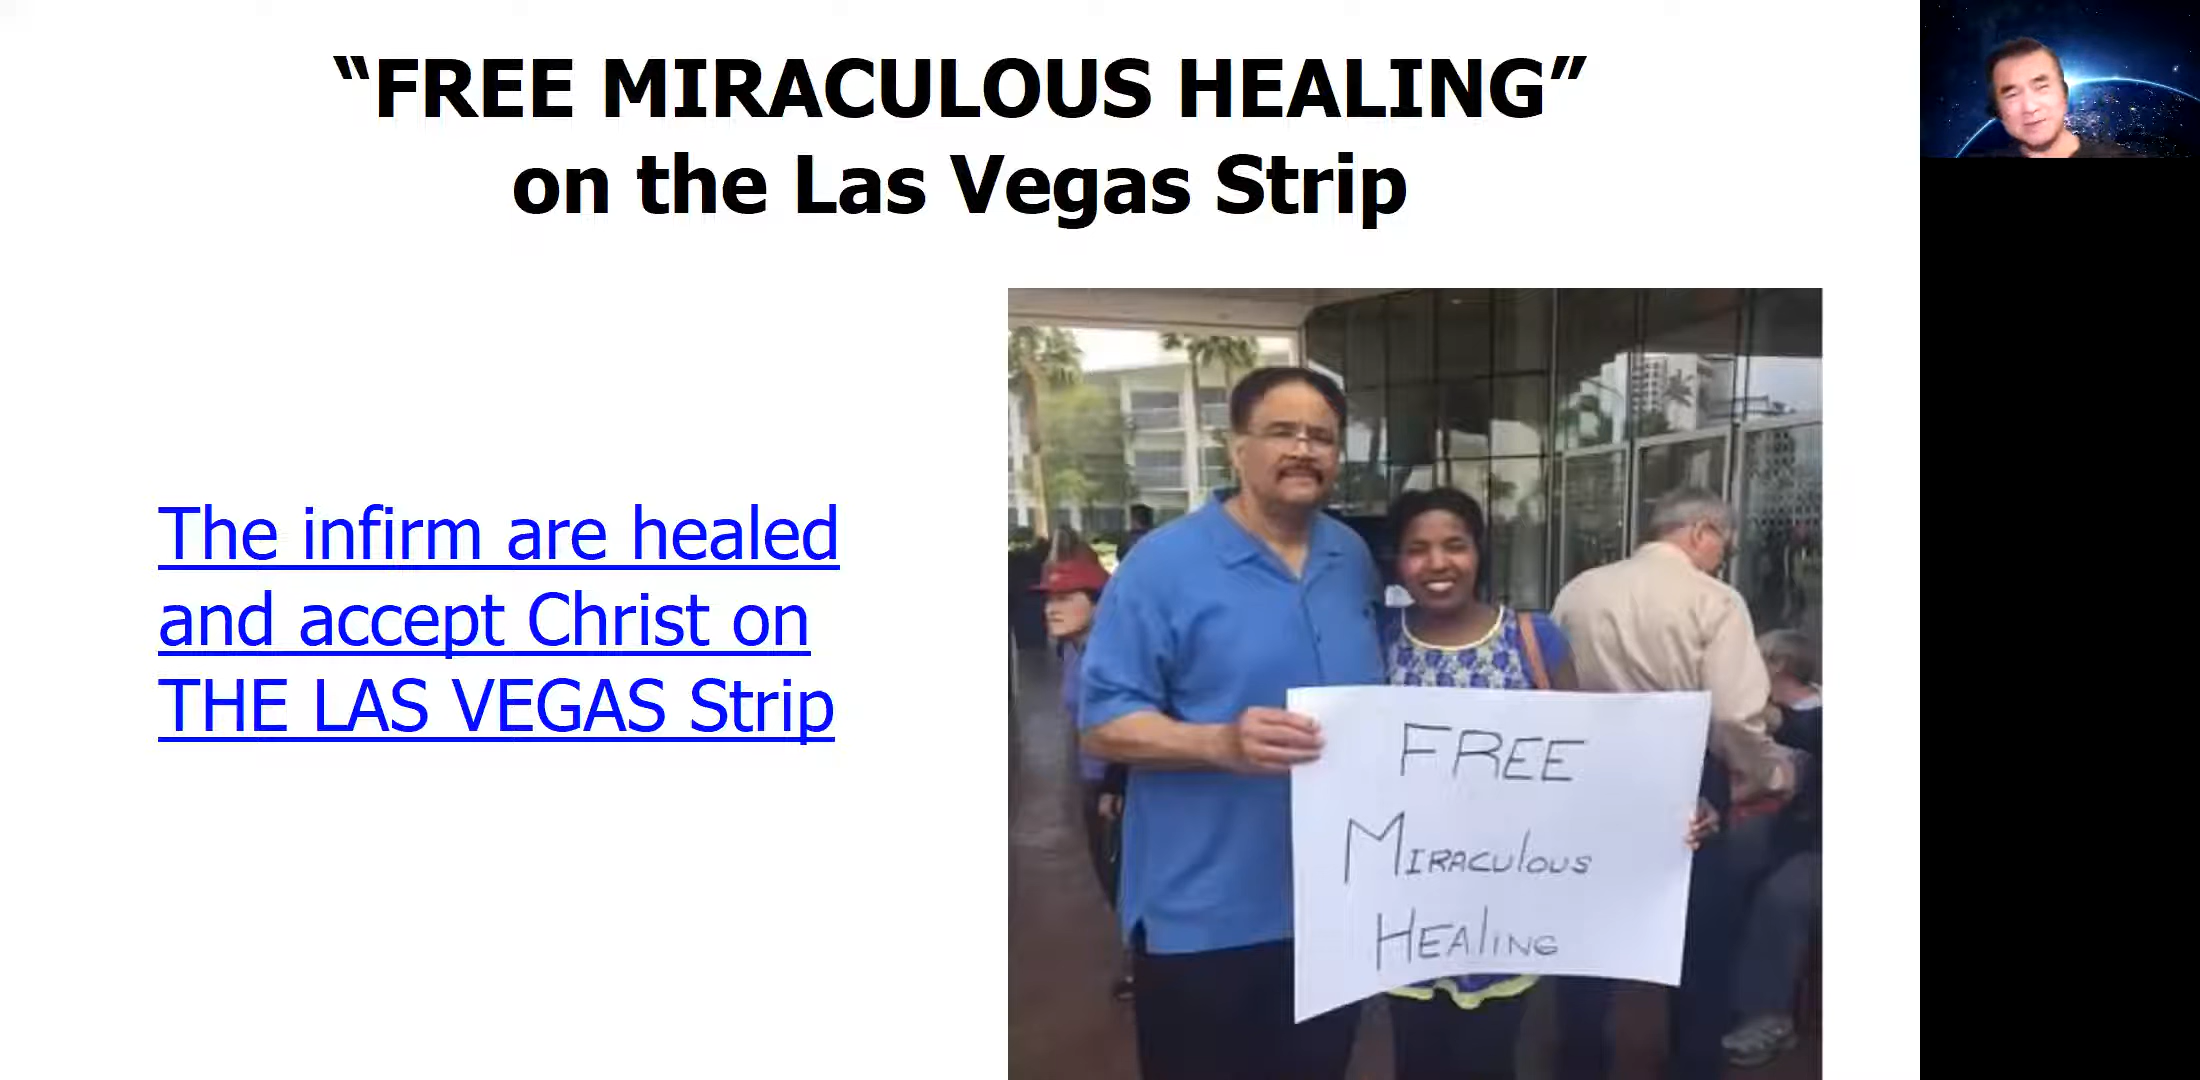 “FREE MIRACULOUS HEALING”
on the Las Vegas Strip
The infirm are healed
and accept Christ on
THE LAS VEGAS Strip
FREE
MIRACUlOUS
HEAlING